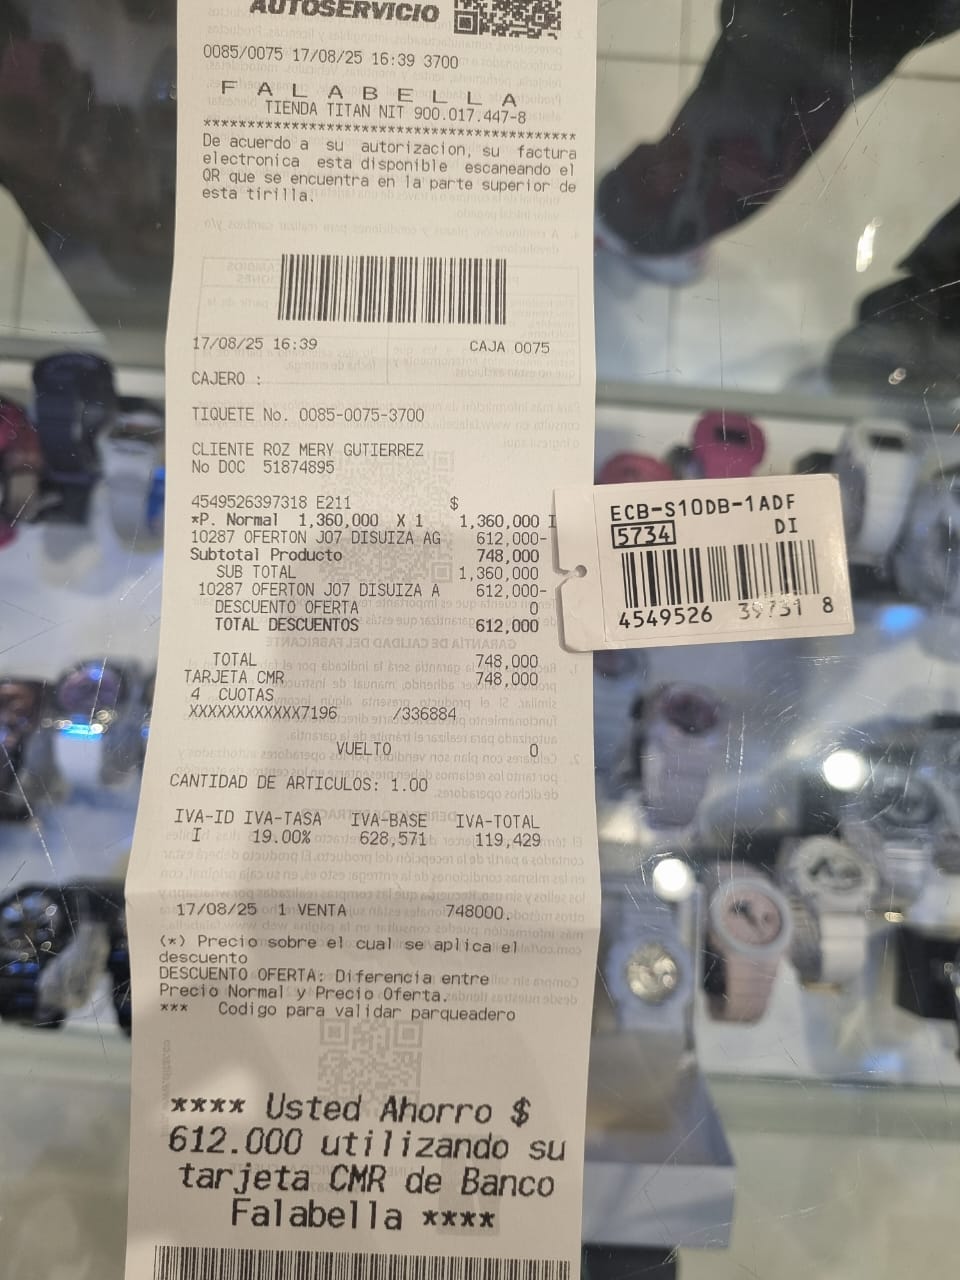 AUTOSERVICIO
0085/0075 17/08/25 16:39 3700
F A L A B E L L A
TIENDA TITAN NIT 900.017.447-8
******************************************
De acuerdo a su autorizacion, su factura
electronica esta disponible escaneando el
QR que se encuentra en la parte superior de
esta tirilla.
17/08/25 16:39 CAJA 0075
CAJERO :
TIQUETE No. 0085-0075-3700
CLIENTE ROZ MERY GUTIERREZ
No DOC 51874895
4549526397318 E211 $
*P. Normal 1,360,000 X 1 1,360,000 I
10287 OFERTON J07 DISUIZA AG 612,000-
Subtotal Producto 748,000
SUB TOTAL 1,360,000
10287 OFERTON J07 DISUIZA A 612,000-
DESCUENTO OFERTA 0
TOTAL DESCUENTOS 612,000
TOTAL 748,000
TARJETA CMR 748,000
4 CUOTAS
XXXXXXXXXXXX7196 /336884
VUELTO 0
CANTIDAD DE ARTICULOS: 1.00
IVA-ID IVA-TASA IVA-BASE IVA-TOTAL
I 19.00% 628,571 119,429
17/08/25 1 VENTA 748000.
(*) Precio sobre el cual se aplica el
descuento
DESCUENTO OFERTA: Diferencia entre
Precio Normal y Precio Oferta.
*** Codigo para validar parqueadero
**** Usted Ahorro $
612.000 utilizando su
tarjeta CMR de Banco
Falabella ****
ECB-S10DB-1ADF
5734 DI
4549526 39731 8